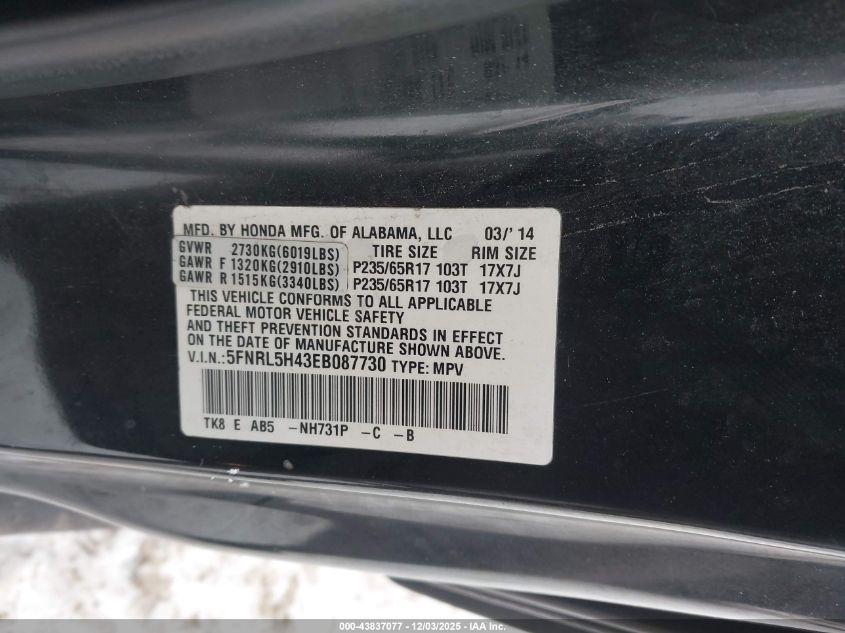 MFD. BY HONDA MFG. OF ALABAMA, LLC 03/' 14
GVWR 2730KG(6019LBS) TIRE SIZE RIM SIZE
GAWR F 1320KG(2910LBS) P235/65R17 103T 17X7J
GAWR R 1515KG(3340LBS) P235/65R17 103T 17X7J
THIS VEHICLE CONFORMS TO ALL APPLICABLE
FEDERAL MOTOR VEHICLE SAFETY
AND THEFT PREVENTION STANDARDS IN EFFECT
ON THE DATE OF MANUFACTURE SHOWN ABOVE.
V.I.N.:5FNRL5H43EB087730 TYPE: MPV
TK8 E AB5 -NH731P -C -B
000-43837077 - 12/03/2025 - IAA Inc.